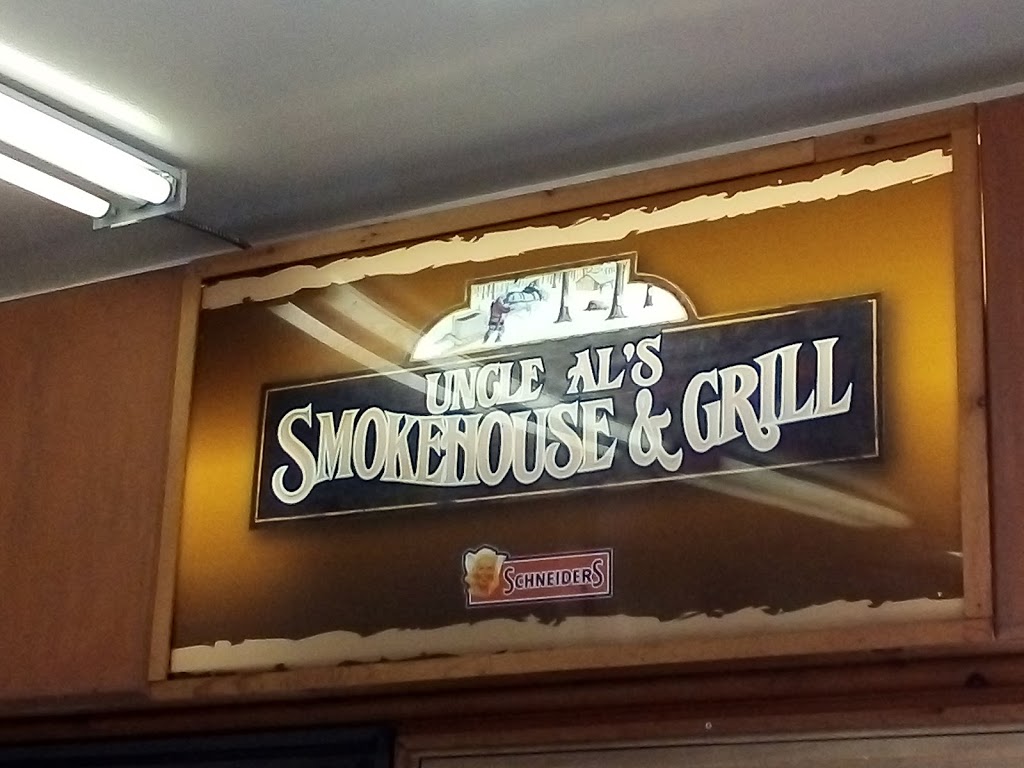 UNCLE AL'S
SMOKEHOUSE & GRILL
SCHNEIDERS